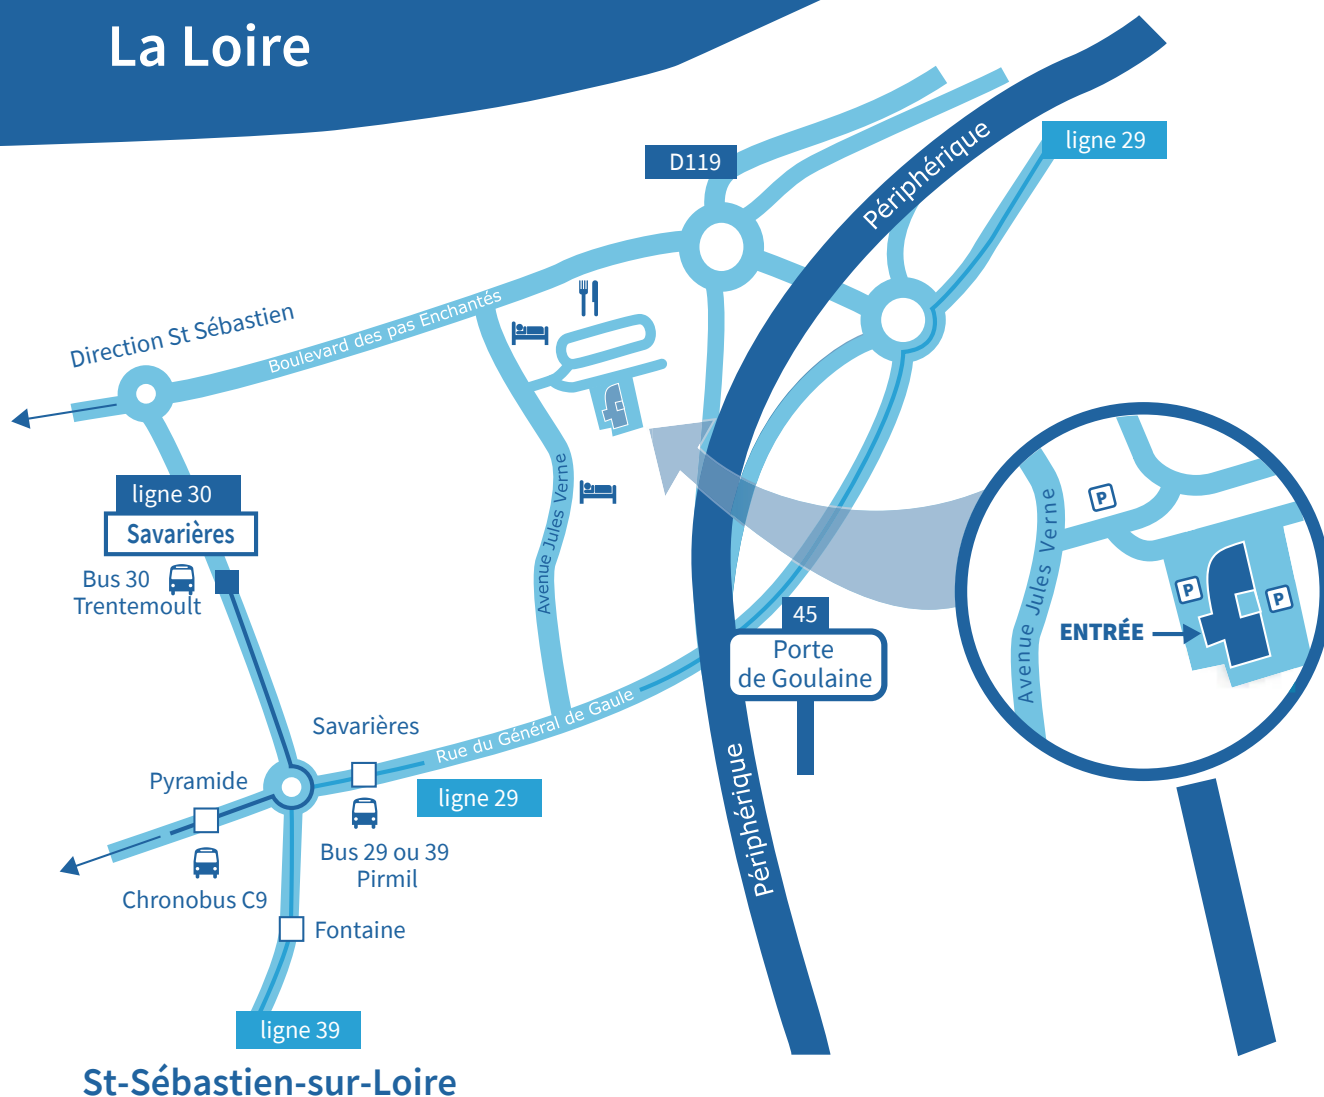 La Loire
D119
ligne 29
Périphérique
Direction St Sébastien
Boulevard des pas Enchantés
ligne 30
Savarières
Bus 30
Trentemoult
Avenue Jules Verne
P
Avenue Jules Verne
P
P
ENTRÉE
45
Porte
de Goulaine
Savarières
Rue du Général de Gaule
Pyramide
ligne 29
Périphérique
Bus 29 ou 39
Pirmil
Chronobus C9
Fontaine
ligne 39
St-Sébastien-sur-Loire